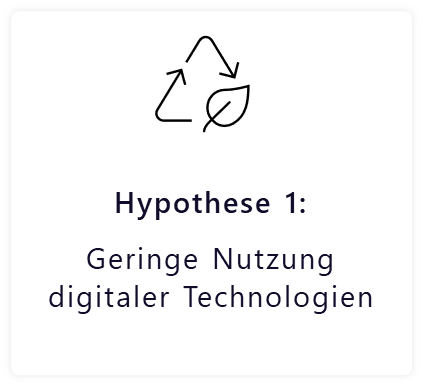 Hypothese 1:
Geringe Nutzung
digitaler Technologien